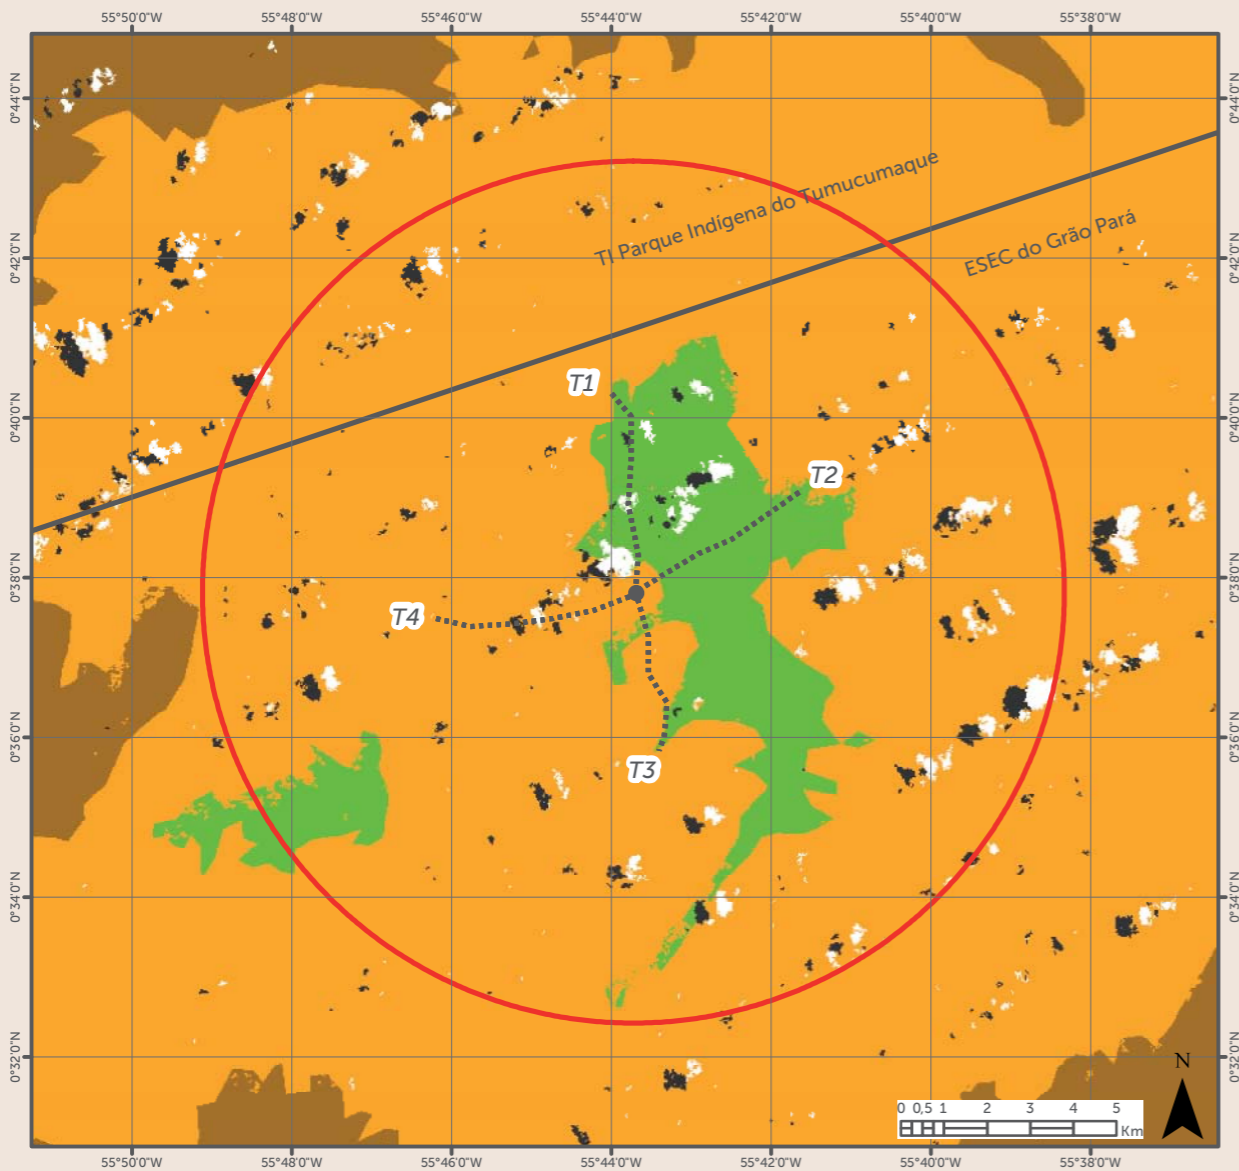 55°50'0"W 55°48'0"W 55°46'0"W 55°44'0"W 55°42'0"W 55°40'0"W 55°38'0"W
0°44'0"N 0°44'0"N
TI Parque Indígena do Tumucumaque
ESEC do Grão Pará
0°42'0"N 0°42'0"N
T1
0°40'0"N 0°40'0"N
T2
0°38'0"N 0°38'0"N
T4
0°36'0"N 0°36'0"N
T3
0°34'0"N 0°34'0"N
0°32'0"N 0°32'0"N
N
0 0,5 1 2 3 4 5
Km
55°50'0"W 55°48'0"W 55°46'0"W 55°44'0"W 55°42'0"W 55°40'0"W 55°38'0"W